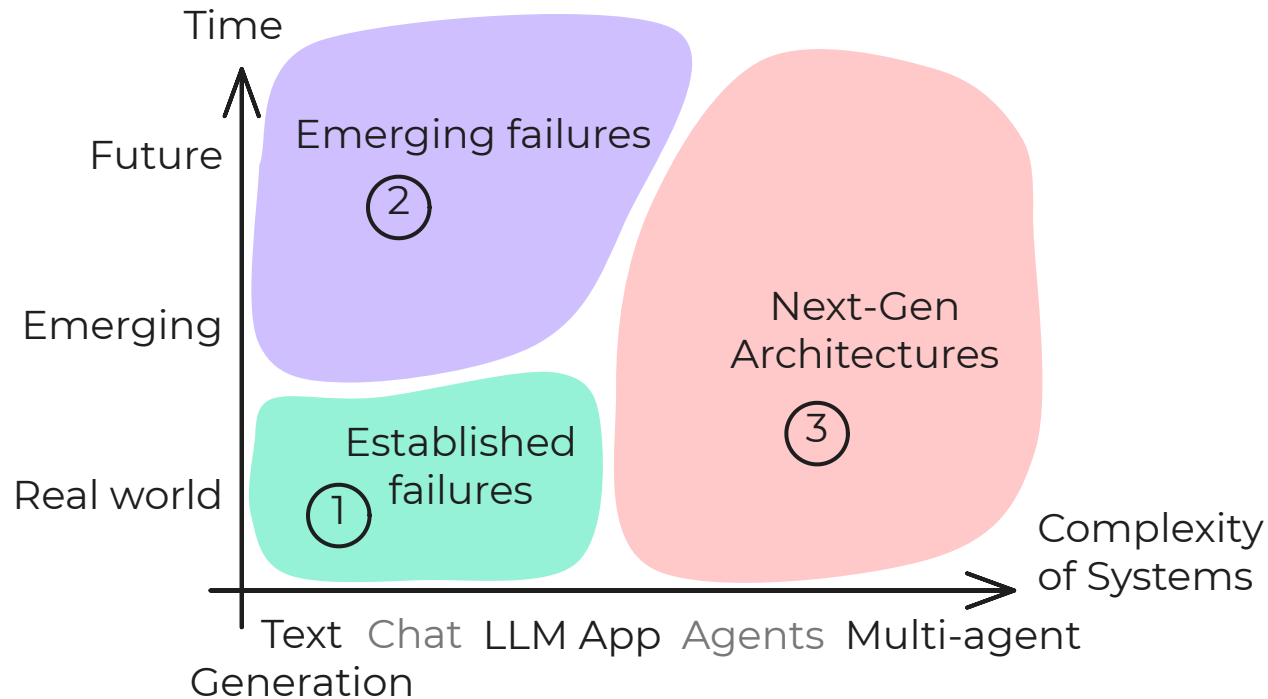 Time
Future
Emerging failures
2
Emerging
Next-Gen
Architectures
3
Established
failures
1
Real world
Complexity
of Systems
Text
Generation
Chat
LLM App
Agents
Multi-agent